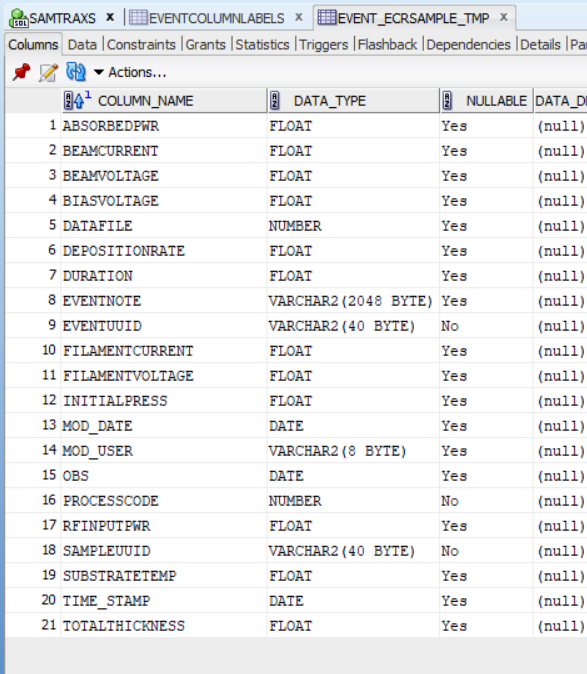 SAMTRAXS x EVENTCOLUMNLABELS x EVENT_ECRSAMPLE_TMP x
Columns Data Constraints Grants Statistics Triggers Flashback Dependencies Details Pa
Actions...
1 COLUMN_NAME DATA_TYPE NULLABLE DATA_D
1 ABSORBEDPWR FLOAT Yes (null)
2 BEAMCURRENT FLOAT Yes (null)
3 BEAMVOLTAGE FLOAT Yes (null)
4 BIASVOLTAGE FLOAT Yes (null)
5 DATAFILE NUMBER Yes (null)
6 DEPOSITIONRATE FLOAT Yes (null)
7 DURATION FLOAT Yes (null)
8 EVENTNOTE VARCHAR2(2048 BYTE) Yes (null)
9 EVENTUUID VARCHAR2(40 BYTE) No (null)
10 FILAMENTCURRENT FLOAT Yes (null)
11 FILAMENTVOLTAGE FLOAT Yes (null)
12 INITIALPRESS FLOAT Yes (null)
13 MOD_DATE DATE Yes (null)
14 MOD_USER VARCHAR2(8 BYTE) Yes (null)
15 OBS DATE Yes (null)
16 PROCESSCODE NUMBER No (null)
17 RFINPUTPWR FLOAT Yes (null)
18 SAMPLEUUID VARCHAR2(40 BYTE) No (null)
19 SUBSTRATETEMP FLOAT Yes (null)
20 TIME_STAMP DATE Yes (null)
21 TOTALTHICKNESS FLOAT Yes (null)